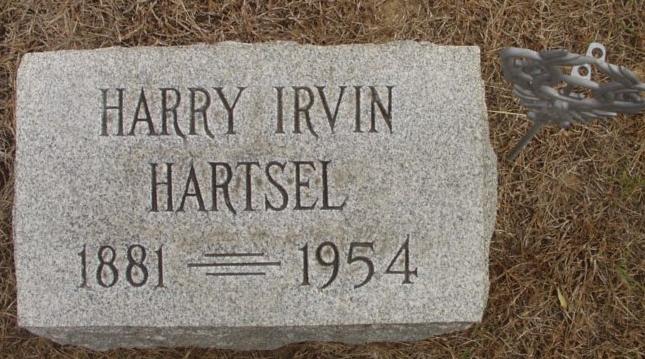 HARRY IRVIN
HARTSEL
1881 = 1954